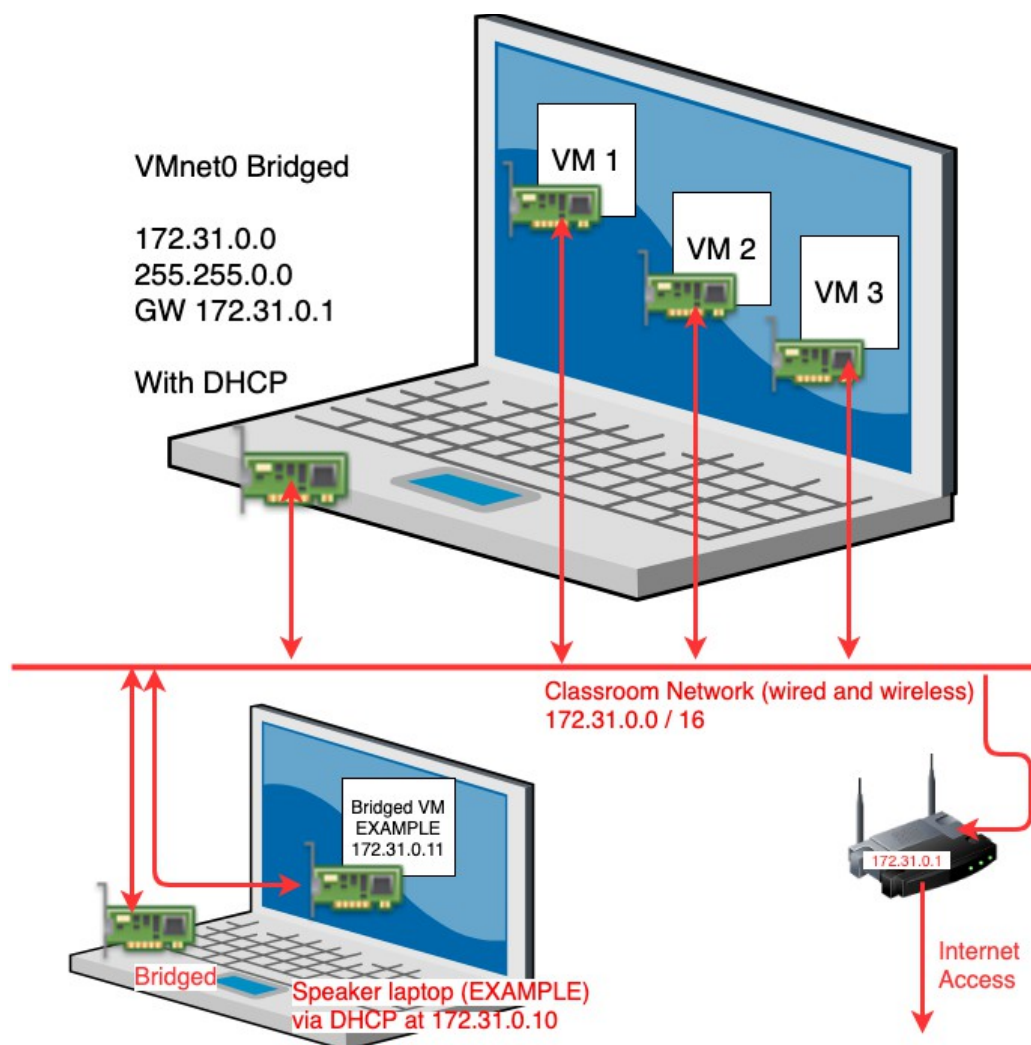 VMnet0 Bridged
172.31.0.0
255.255.0.0
GW 172.31.0.1
With DHCP
VM 1
VM 2
VM 3
Classroom Network (wired and wireless)
172.31.0.0 / 16
Bridged VM
EXAMPLE
172.31.0.11
Bridged
Speaker laptop (EXAMPLE)
via DHCP at 172.31.0.10
172.31.0.1
Internet
Access